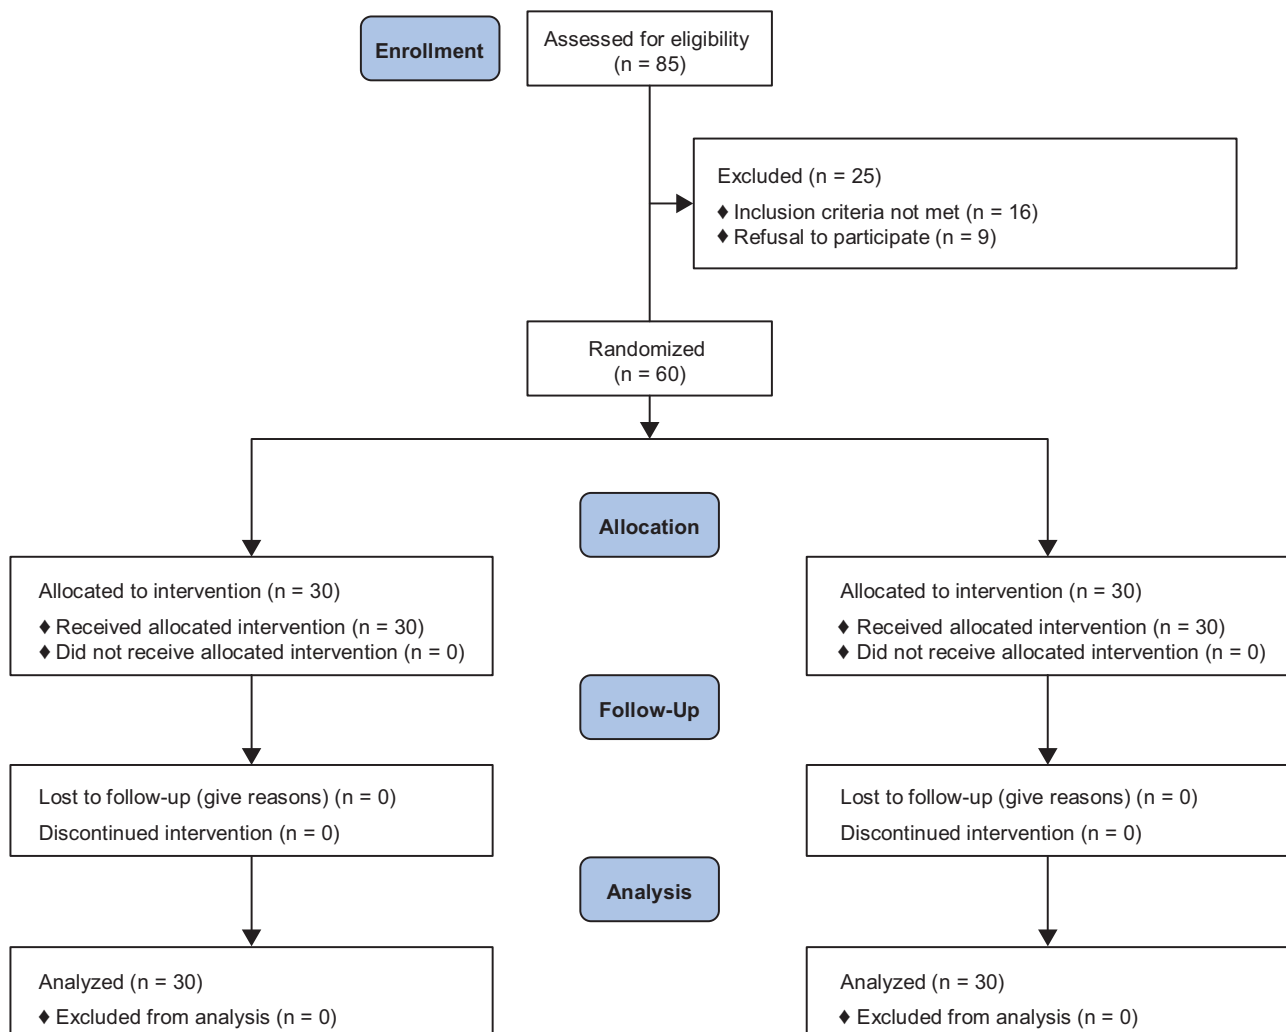 Enrollment
Assessed for eligibility
(n = 85)
Excluded (n = 25)
♦ Inclusion criteria not met (n = 16)
♦ Refusal to participate (n = 9)
Randomized
(n = 60)
Allocation
Allocated to intervention (n = 30)
♦ Received allocated intervention (n = 30)
♦ Did not receive allocated intervention (n = 0)
Allocated to intervention (n = 30)
♦ Received allocated intervention (n = 30)
♦ Did not receive allocated intervention (n = 0)
Follow-Up
Lost to follow-up (give reasons) (n = 0)
Discontinued intervention (n = 0)
Lost to follow-up (give reasons) (n = 0)
Discontinued intervention (n = 0)
Analysis
Analyzed (n = 30)
♦ Excluded from analysis (n = 0)
Analyzed (n = 30)
♦ Excluded from analysis (n = 0)